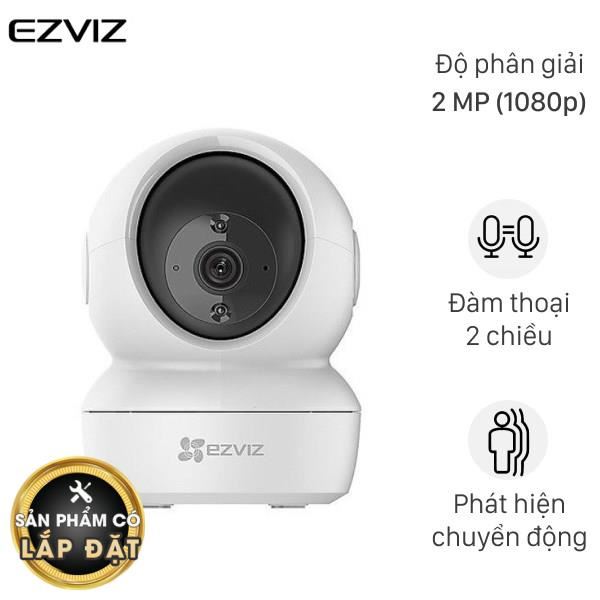 EZVIZ
Độ phân giải
2 MP (1080p)
Đàm thoại
2 chiều
EZVIZ
Phát hiện
chuyển động
SẢN PHẨM CÓ
LẮP ĐẶT